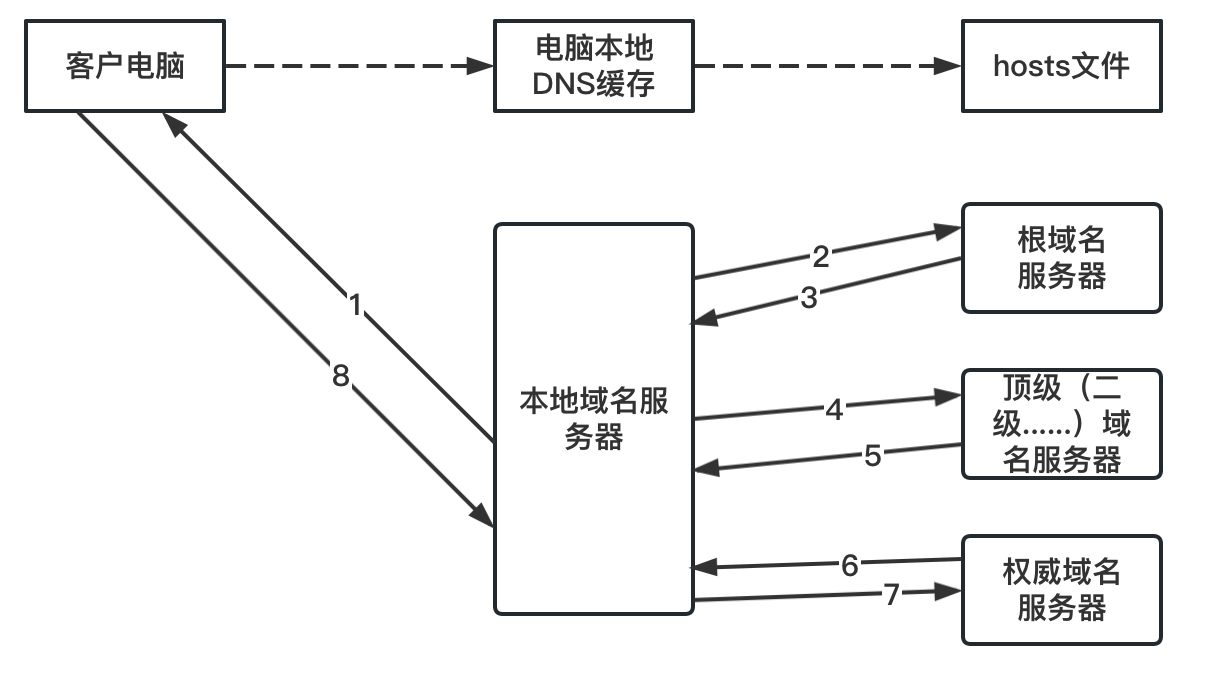 客户电脑
电脑本地
DNS缓存
hosts文件
根域名
服务器
2
3
1
8
本地域名服
务器
顶级（二
级......）域
名服务器
4
5
6
7
权威域名
服务器